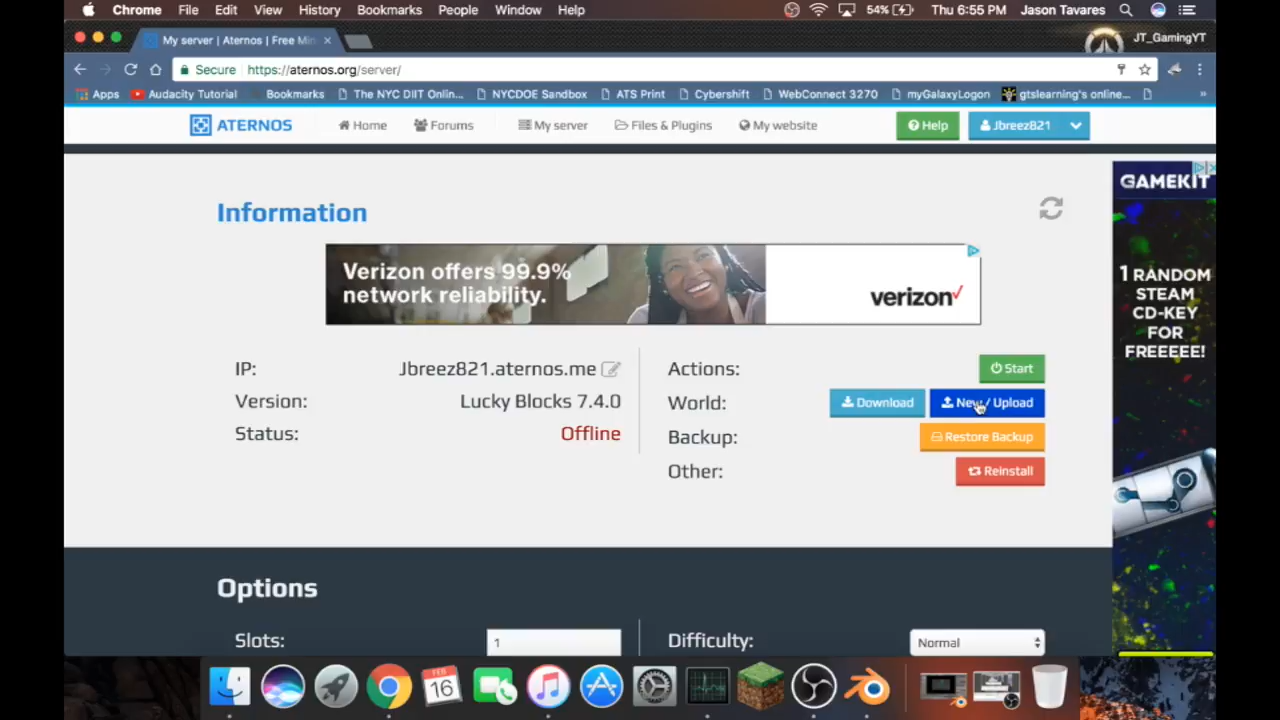 Chrome File Edit View History Bookmarks People Window Help 54% Thu 6:55 PM Jason Tavares
My server | Aternos | Free Min × JT_GamingYT
Secure https://aternos.org/server/
Apps Audacity Tutorial Bookmarks The NYC DIIT Onlin... NYCDOE Sandbox ATS Print Cybershift WebConnect 3270 myGalaxyLogon gtslearning's online... »
ATERNOS Home Forums My server Files & Plugins My website Help Jbreez821
Information
Verizon offers 99.9%
network reliability.
verizon✓
GAMEKIT
1 RANDOM
STEAM
CD-KEY
FOR
FREEEEE!
IP: Jbreez821.aternos.me
Version: Lucky Blocks 7.4.0
Status: Offline
Actions: Start
World: Download New / Upload
Backup: Restore Backup
Other: Reinstall
Options
Slots: 1
Difficulty: Normal
FEB
16